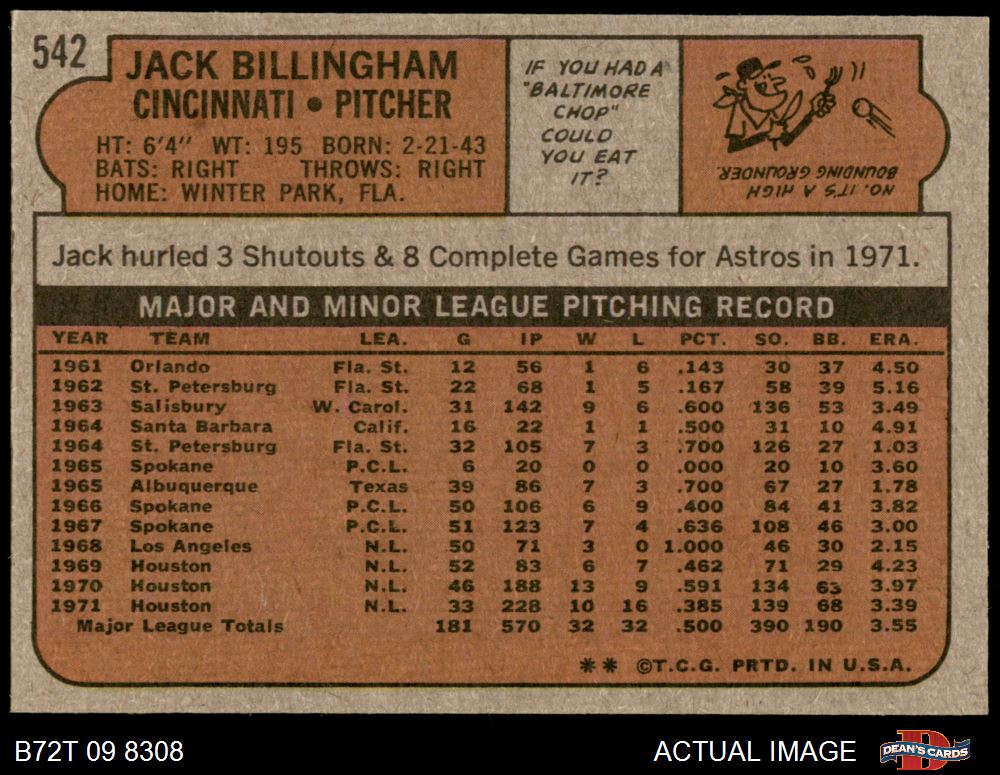 542
JACK BILLINGHAM
CINCINNATI • PITCHER
HT: 6'4" WT: 195 BORN: 2-21-43
BATS: RIGHT THROWS: RIGHT
HOME: WINTER PARK, FLA.
IF YOU HAD A
"BALTIMORE
CHOP"
COULD
YOU EAT
IT?
NO. IT'S A HIGH
BOUNDING GROUNDER.
Jack hurled 3 Shutouts & 8 Complete Games for Astros in 1971.
MAJOR AND MINOR LEAGUE PITCHING RECORD
YEAR TEAM LEA. G IP W L PCT. SO. BB. ERA.
1961 Orlando Fla. St. 12 56 1 6 .143 30 37 4.50
1962 St. Petersburg Fla. St. 22 68 1 5 .167 58 39 5.16
1963 Salisbury W. Carol. 31 142 9 6 .600 136 53 3.49
1964 Santa Barbara Calif. 16 22 1 1 .500 31 10 4.91
1964 St. Petersburg Fla. St. 32 105 7 3 .700 126 27 1.03
1965 Spokane P.C.L. 6 20 0 0 .000 20 10 3.60
1965 Albuquerque Texas 39 86 7 3 .700 67 27 1.78
1966 Spokane P.C.L. 50 106 6 9 .400 84 41 3.82
1967 Spokane P.C.L. 51 123 7 4 .636 108 46 3.00
1968 Los Angeles N.L. 50 71 3 0 1.000 46 30 2.15
1969 Houston N.L. 52 83 6 7 .462 71 29 4.23
1970 Houston N.L. 46 188 13 9 .591 134 63 3.97
1971 Houston N.L. 33 228 10 16 .385 139 68 3.39
Major League Totals 181 570 32 32 .500 390 190 3.55
** ©T.C.G. PRTD. IN U.S.A.
B72T 09 8308
ACTUAL IMAGE
DEAN'S CARDS